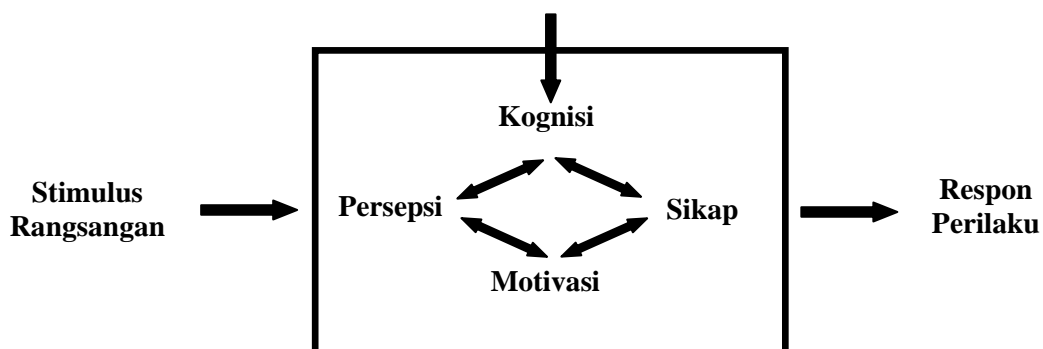 Kognisi
Stimulus
Rangsangan
Persepsi
Sikap
Respon
Perilaku
Motivasi